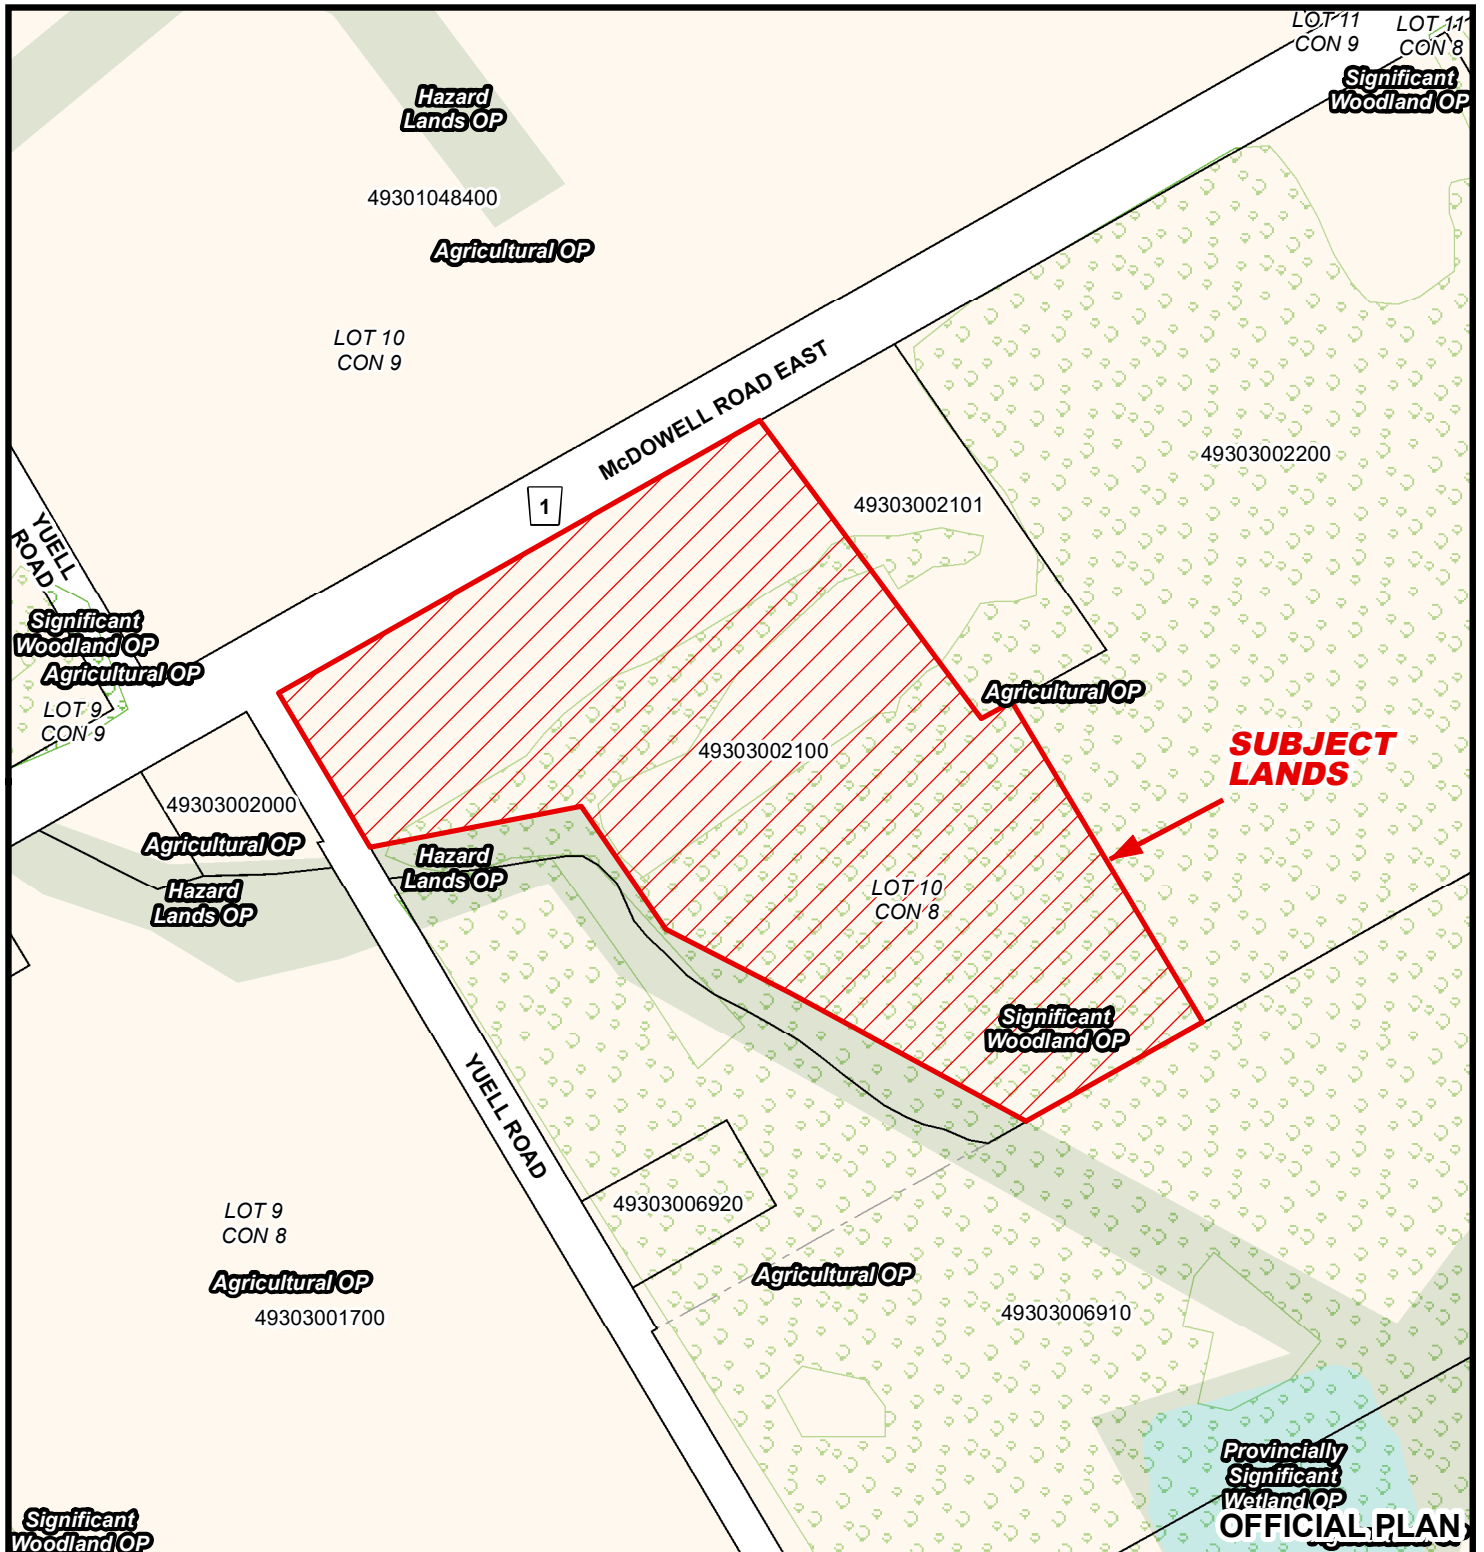 LOT 11
CON 9
LOT 11
CON 8
Significant
Woodland OP
Hazard
Lands OP
49301048400
Agricultural OP
LOT 10
CON 9
McDOWELL ROAD EAST
1
49303002200
49303002101
YUELL
ROAD
Significant
Woodland OP
Agricultural OP
LOT 9
CON 9
Agricultural OP
49303002100
SUBJECT
LANDS
49303002000
Agricultural OP
Hazard
Lands OP
Hazard
Lands OP
LOT 10
CON 8
Significant
Woodland OP
YUELL ROAD
49303006920
LOT 9
CON 8
Agricultural OP
49303001700
Agricultural OP
49303006910
Provincially
Significant
Wetland OP
OFFICIAL PLAN
Significant
Woodland OP